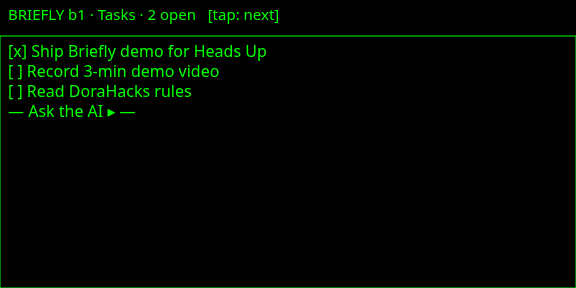 BRIEFLY b1 · Tasks · 2 open [tap: next]
[x] Ship Briefly demo for Heads Up
[ ] Record 3-min demo video
[ ] Read DoraHacks rules
— Ask the AI ▸ —